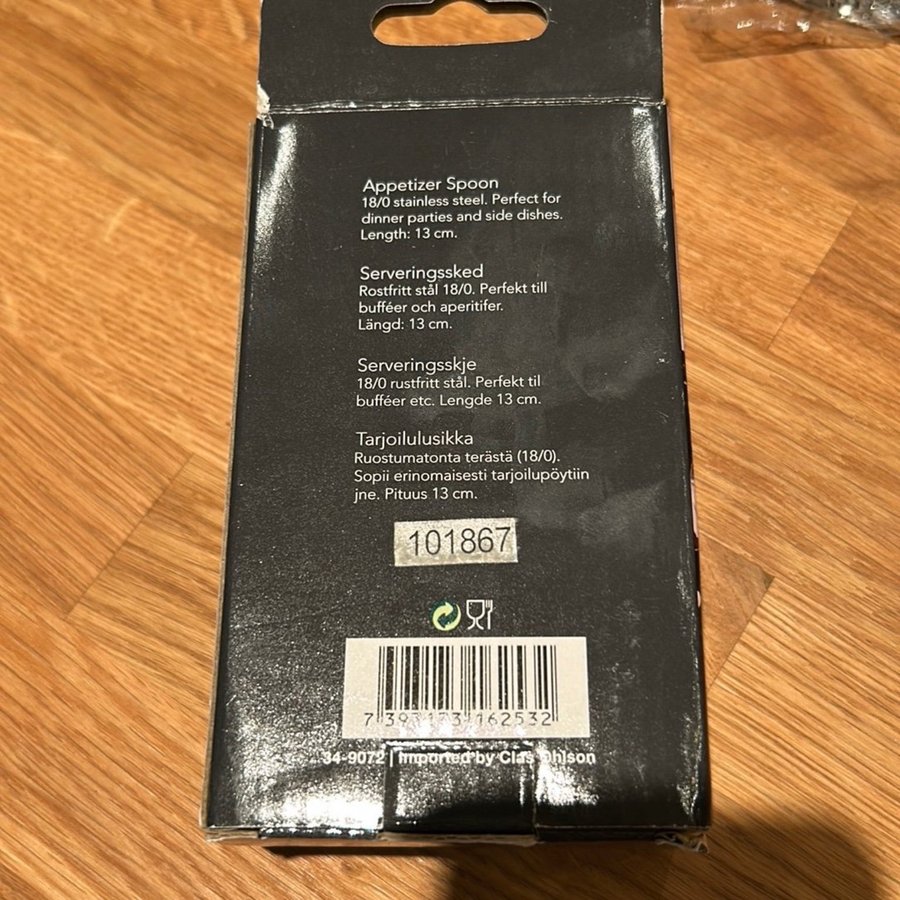 Appetizer Spoon
18/0 stainless steel. Perfect for
dinner parties and side dishes.
Length: 13 cm.
Serveringssked
Rostfritt stål 18/0. Perfekt till
bufféer och aperitifer.
Längd: 13 cm.
Serveringsskje
18/0 rustfritt stål. Perfekt til
bufféer etc. Lengde 13 cm.
Tarjoilulusikka
Ruostumatonta terästä (18/0).
Sopii erinomaisesti tarjoilupöytiin
jne. Pituus 13 cm.
101867
34-9072 | Imported by Clas Ohlson